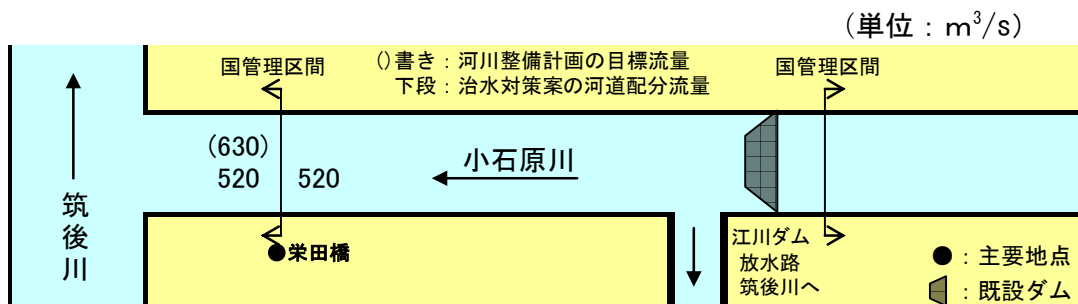 （単位：m³/s）
国管理区間
()書き：河川整備計画の目標流量
下段：治水対策案の河道配分流量
国管理区間
(630)
520
520
小石原川
筑後川
栄田橋
江川ダム
放水路
筑後川へ
●：主要地点
：既設ダム